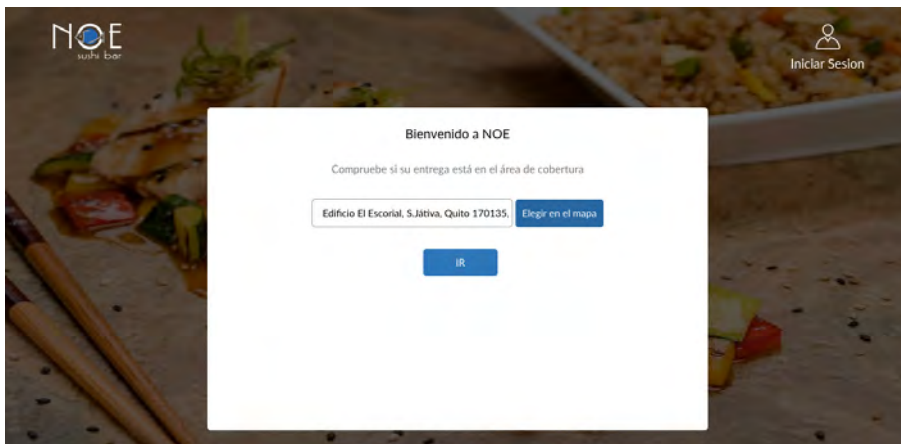 NOE
sushi bar
Iniciar Sesion
Bienvenido a NOE
Compruebe si su entrega está en el área de cobertura
Edificio El Escorial, S.Játiva, Quito 170135,
Elegir en el mapa
IR